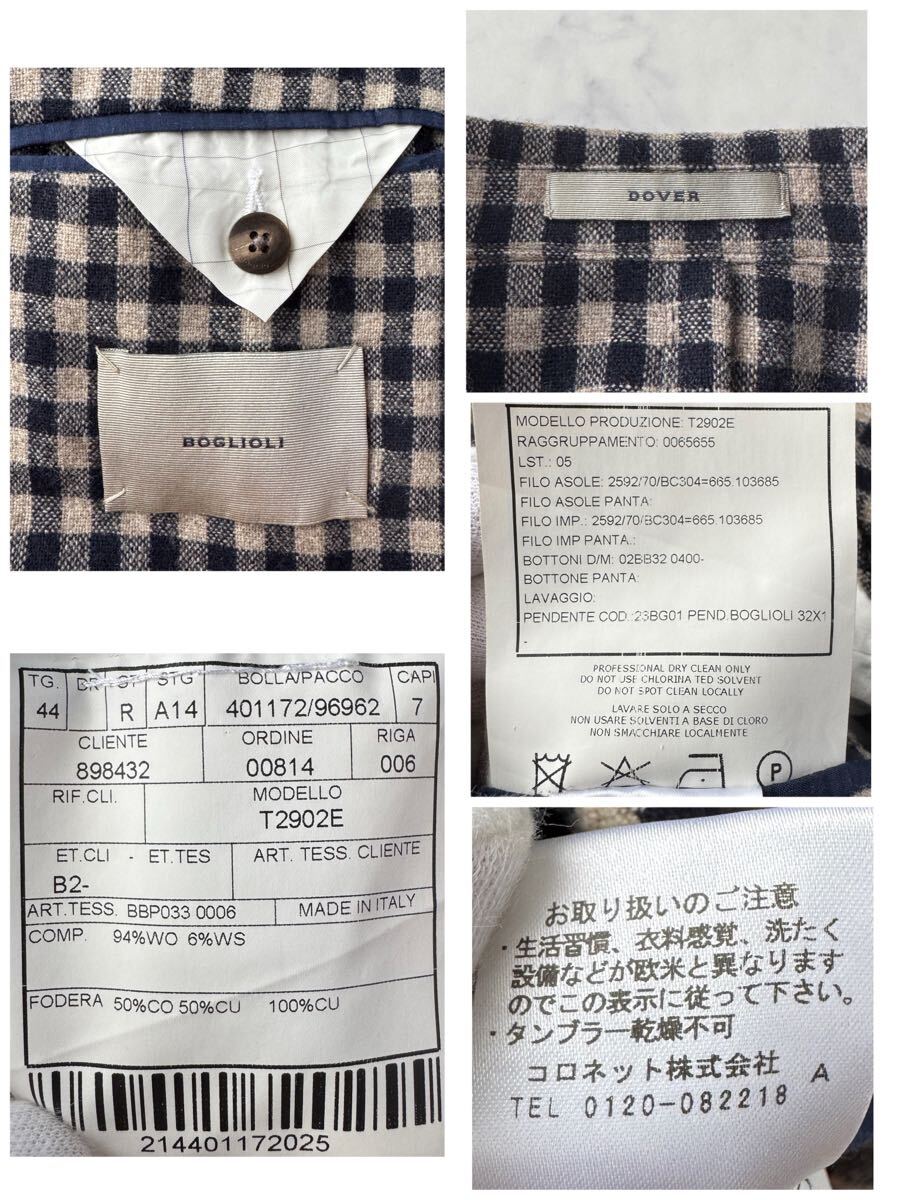 BOGLIOLI
DOVER
MODELLO PRODUZIONE: T2902E
RAGGRUPPAMENTO: 0065655
LST.: 05
FILO ASOLE: 2592/70/BC304=665.103685
FILO ASOLE PANTA:
FILO IMP.: 2592/70/BC304=665.103685
FILO IMP PANTA:
BOTTONI D/M: 02BB32 0400-
BOTTONE PANTA:
LAVAGGIO:
PENDENTE COD.:23BG01 PEND.BOGLIOLI 32X1
-
PROFESSIONAL DRY CLEAN ONLY
DO NOT USE CHLORINA TED SOLVENT
DO NOT SPOT CLEAN LOCALLY
LAVARE SOLO A SECCO
NON USARE SOLVENTI A BASE DI CLORO
NON SMACCHIARE LOCALMENTE
P
TG. STG BOLLA/PACCO CAPI
44 R A14 401172/96962 7
CLIENTE ORDINE RIGA
898432 00814 006
RIF.CLI. MODELLO
T2902E
ET.CLI - ET.TES ART. TESS. CLIENTE
B2-
ART.TESS. BBP033 0006 MADE IN ITALY
COMP. 94%WO 6%WS
FODERA 50%CO 50%CU 100%CU
214401172025
お取り扱いのご注意
・生活習慣、衣料感覚、洗たく
設備などが欧米と異なります
のでこの表示に従って下さい。
・タンブラー乾燥不可
コロネット株式会社 A
TEL 0120-082218